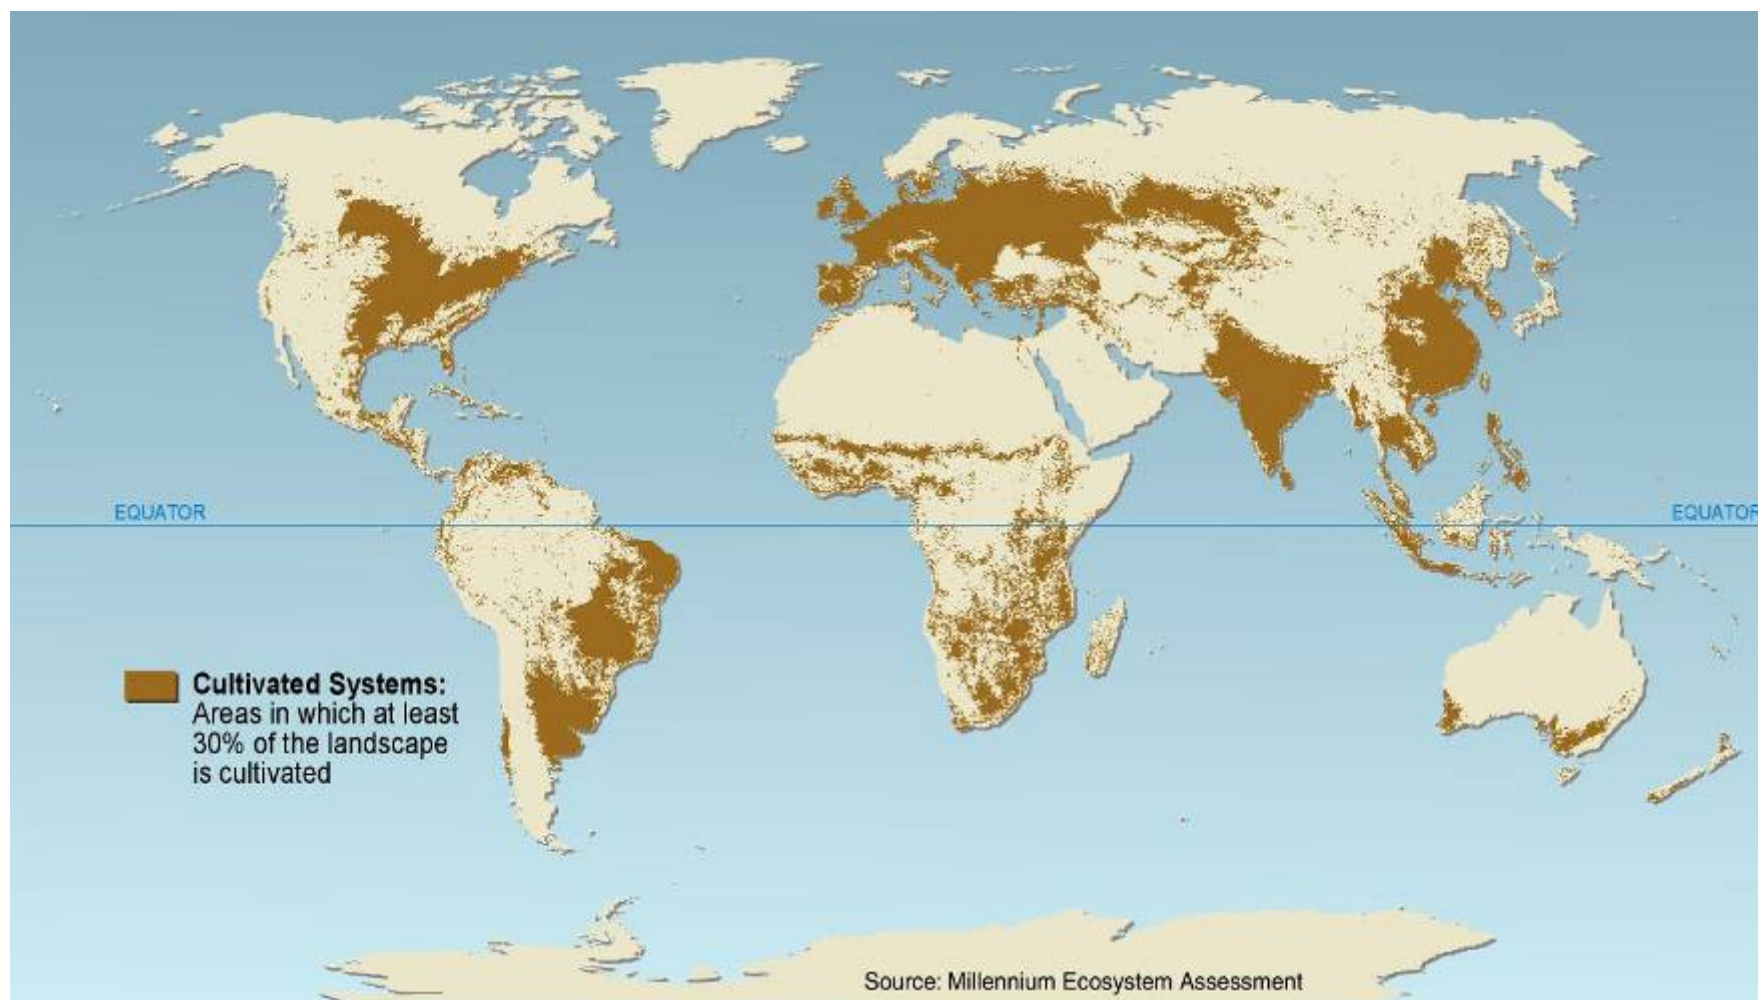 EQUATOR
EQUATOR
Cultivated Systems:
Areas in which at least
30% of the landscape
is cultivated
Source: Millennium Ecosystem Assessment